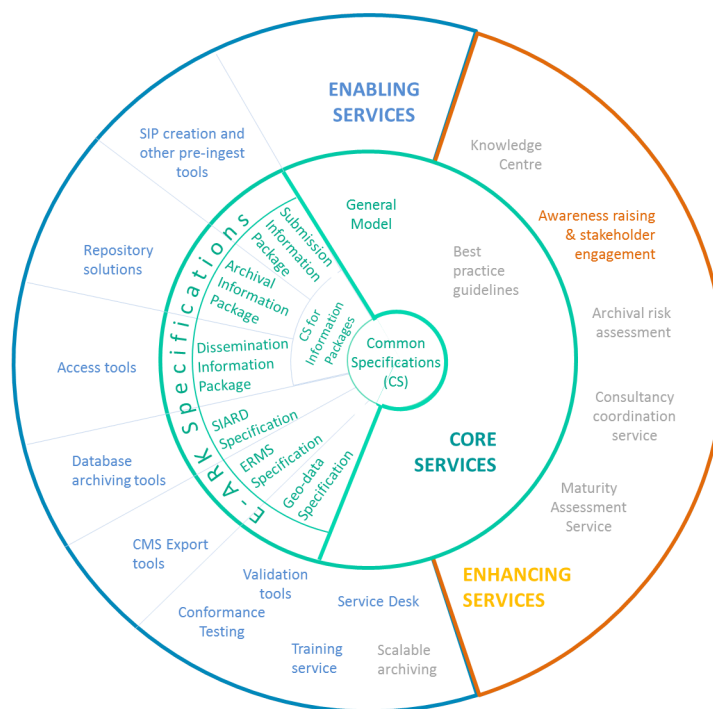 ENABLING
SERVICES
SIP creation and
other pre-ingest
tools
Repository
solutions
Access tools
Database
archiving tools
CMS Export
tools
Validation
tools
Conformance
Testing
Service Desk
Training
service
Scalable
archiving
E-ARK Specifications
Submission
Information
Package
Archival
Information
Package
Dissemination
Information
Package
CS for
Information
Packages
SIARD
Specification
ERMS
Specification
Geo-data
Specification
General
Model
Best
practice
guidelines
Common
Specifications
(CS)
CORE
SERVICES
Knowledge
Centre
Awareness raising
& stakeholder
engagement
Archival risk
assessment
Consultancy
coordination
service
Maturity
Assessment
Service
ENHANCING
SERVICES